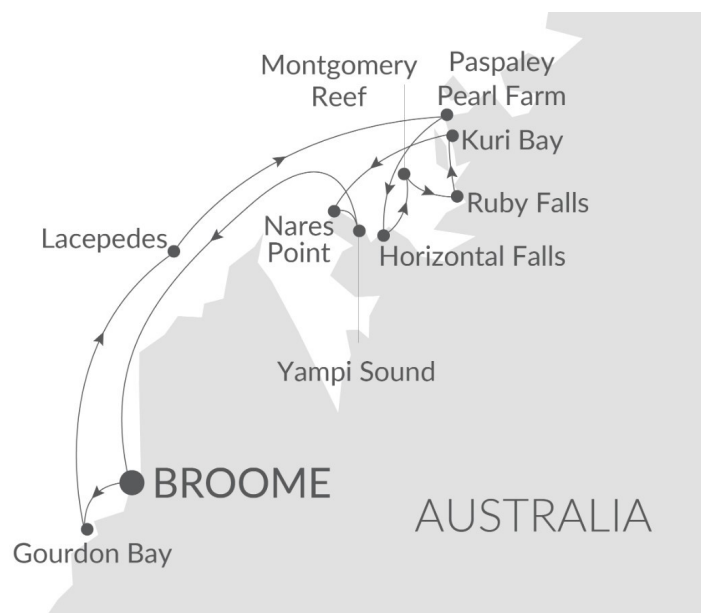 Montgomery
Reef
Paspaley
Pearl Farm
Kuri Bay
Ruby Falls
Lacepedes
Nares
Point
Horizontal Falls
Yampi Sound
BROOME
AUSTRALIA
Gourdon Bay